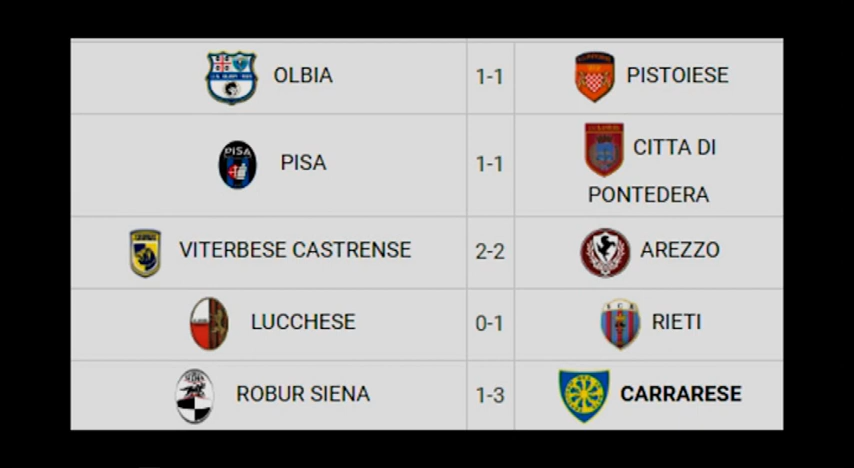 OLBIA 1-1 PISTOIESE
PISA 1-1 CITTA DI
PONTEDERA
VITERBESE CASTRENSE 2-2 AREZZO
LUCCHESE 0-1 RIETI
ROBUR SIENA 1-3 CARRARESE